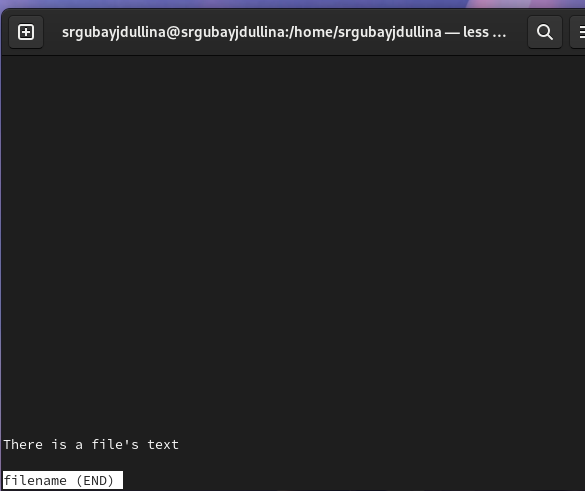 srgubayjdullina@srgubayjdullina:/home/srgubayjdullina — less …
There is a file's text
filename (END)